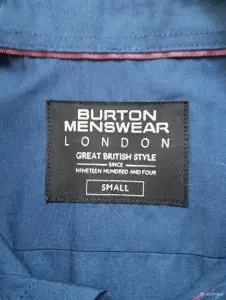 BURTON
MENSWEAR
LONDON
GREAT BRITISH STYLE
SINCE
NINETEEN HUNDRED AND FOUR
SMALL